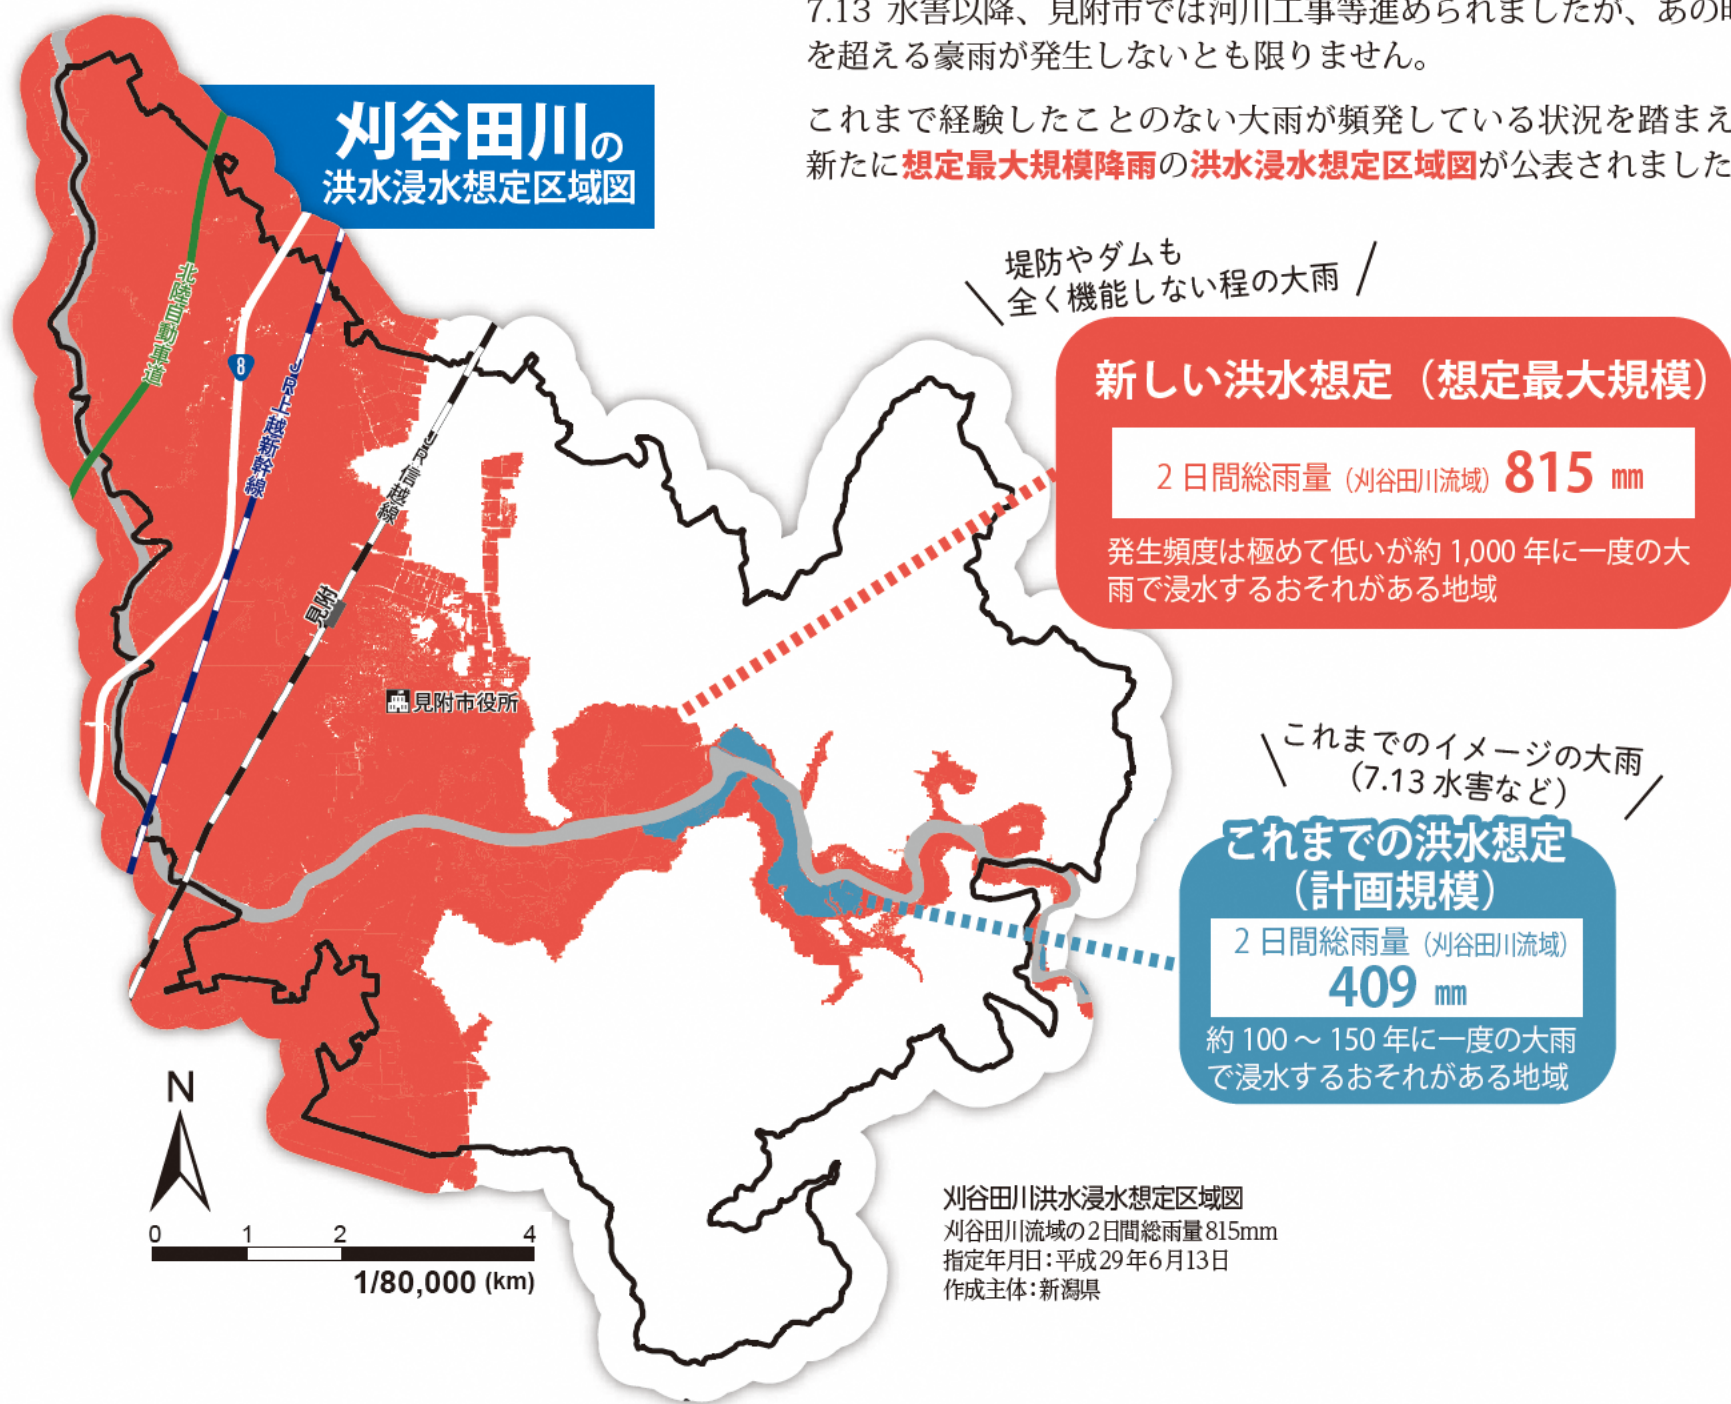 7.13 水害以降、見附市では河川工事等進められましたが、あの
を超える豪雨が発生しないとも限りません。
これまで経験したことのない大雨が頻発している状況を踏まえ
新たに想定最大規模降雨の洪水浸水想定区域図が公表されました
刈谷田川の
洪水浸水想定区域図
堤防やダムも
全く機能しない程の大雨
新しい洪水想定（想定最大規模）
2 日間総雨量（刈谷田川流域）815 ㎜
発生頻度は極めて低いが約 1,000 年に一度の大
雨で浸水するおそれがある地域
北陸自動車道
8
JR上越新幹線
JR信越線
見附
見附市役所
これまでのイメージの大雨
（7.13 水害など）
これまでの洪水想定
（計画規模）
2 日間総雨量（刈谷田川流域）
409 ㎜
約 100 ～ 150 年に一度の大雨
で浸水するおそれがある地域
N
0 1 2 4
1/80,000 (km)
刈谷田川洪水浸水想定区域図
刈谷田川流域の2日間総雨量815mm
指定年月日：平成29年6月13日
作成主体：新潟県